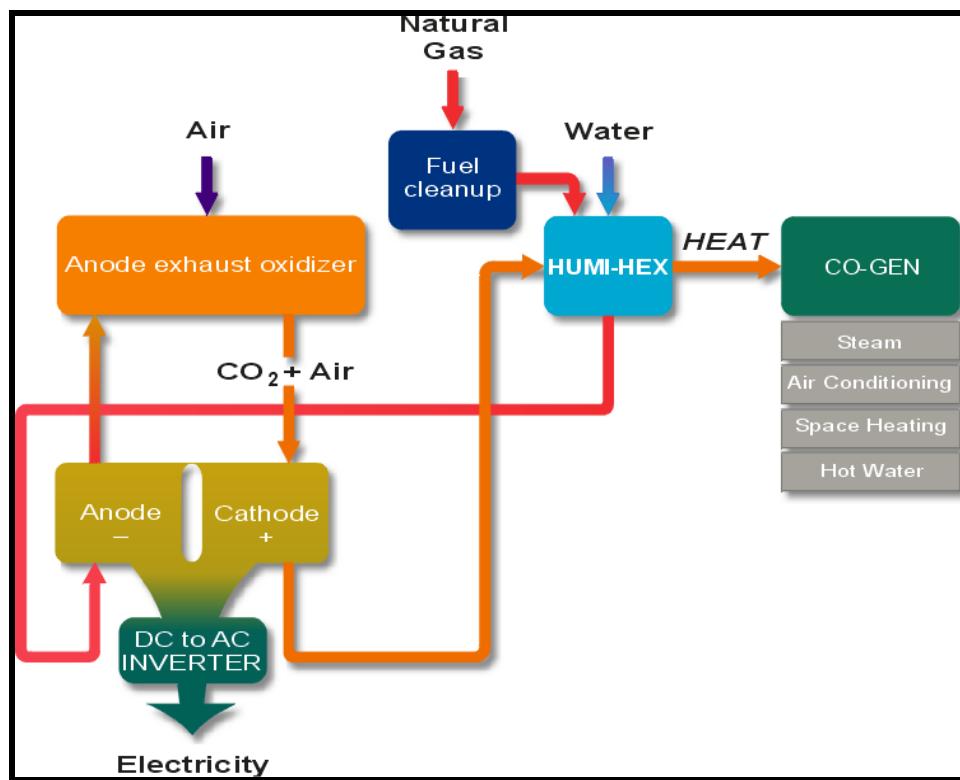 Natural
Gas
Air
Water
Fuel
cleanup
Anode exhaust oxidizer
HUMI-HEX
HEAT
CO-GEN
Steam
Air Conditioning
Space Heating
Hot Water
CO₂ + Air
Anode
–
Cathode
+
DC to AC
INVERTER
Electricity